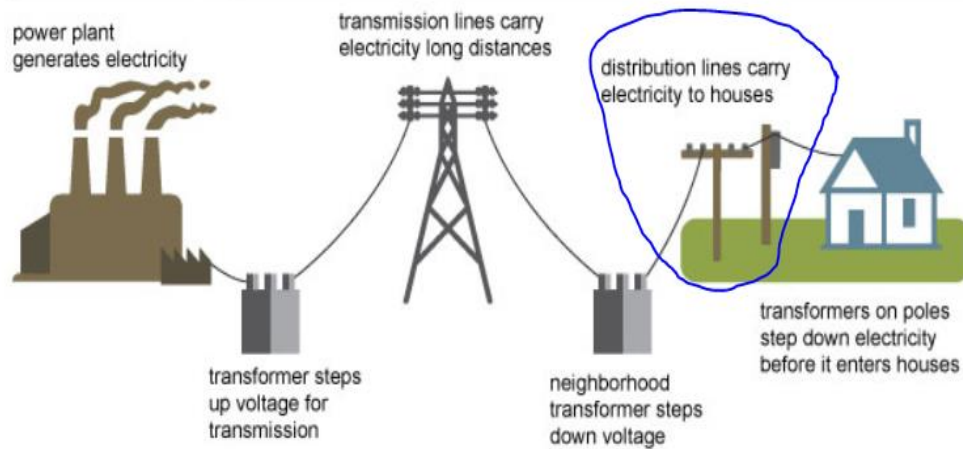 power plant
generates electricity
transmission lines carry
electricity long distances
distribution lines carry
electricity to houses
transformer steps
up voltage for
transmission
neighborhood
transformer steps
down voltage
transformers on poles
step down electricity
before it enters houses